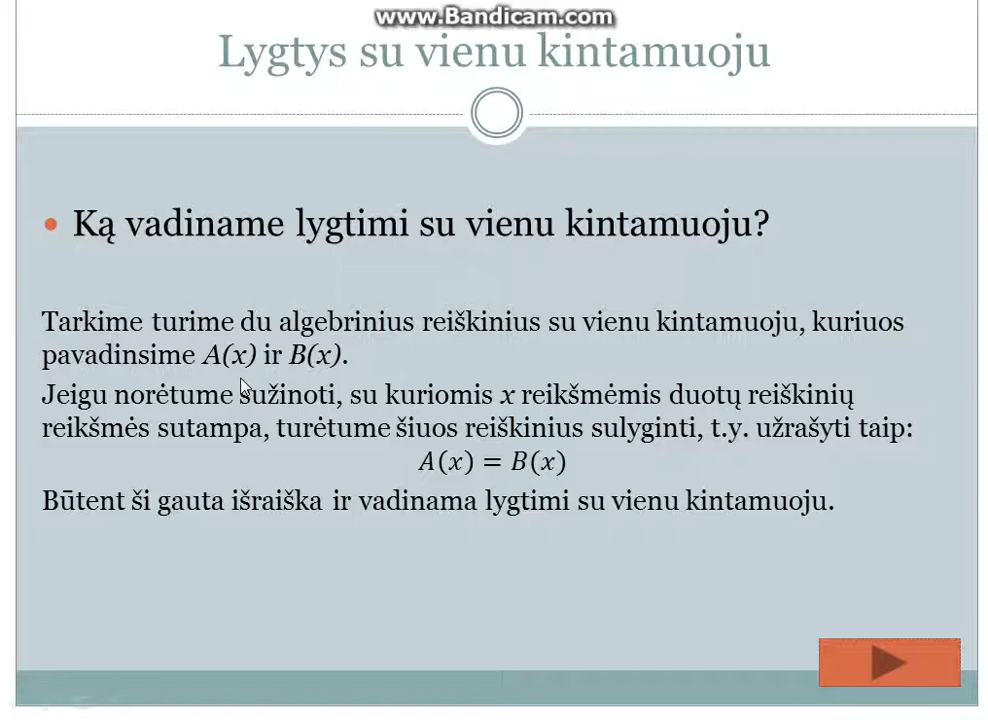 www.Bandicam.com
Lygtys su vienu kintamuoju
Ką vadiname lygtimi su vienu kintamuoju?
Tarkime turime du algebrinius reiškinius su vienu kintamuoju, kuriuos
pavadinsime A(x) ir B(x).
Jeigu norėtume sužinoti, su kuriomis x reikšmėmis duotų reiškinių
reikšmės sutampa, turėtume šiuos reiškinius sulyginti, t.y. užrašyti taip:
A(x) = B(x)
Būtent ši gauta išraiška ir vadinama lygtimi su vienu kintamuoju.